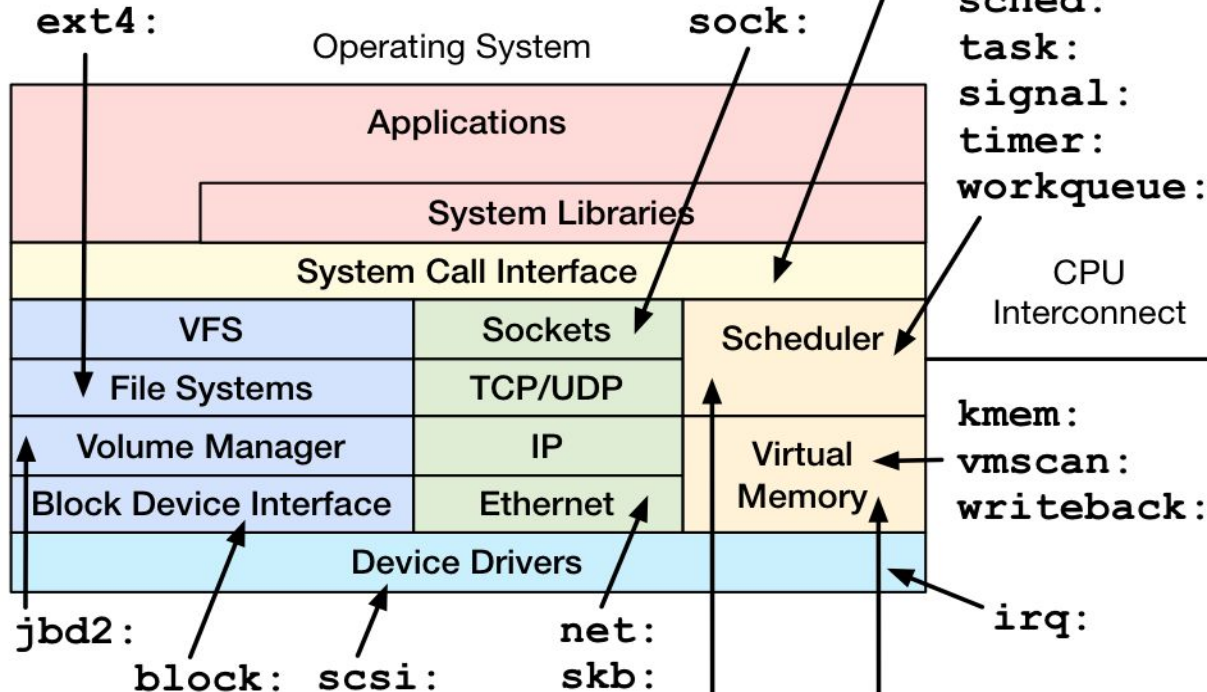 ext4:
Operating System
sock:
sched:
task:
signal:
timer:
workqueue:
Applications
System Libraries
System Call Interface
CPU
Interconnect
VFS
Sockets
Scheduler
File Systems
TCP/UDP
Volume Manager
IP
Virtual
Memory
Block Device Interface
Ethernet
kmem:
vmscan:
writeback:
Device Drivers
irq:
jbd2:
net:
block:
scsi:
skb: